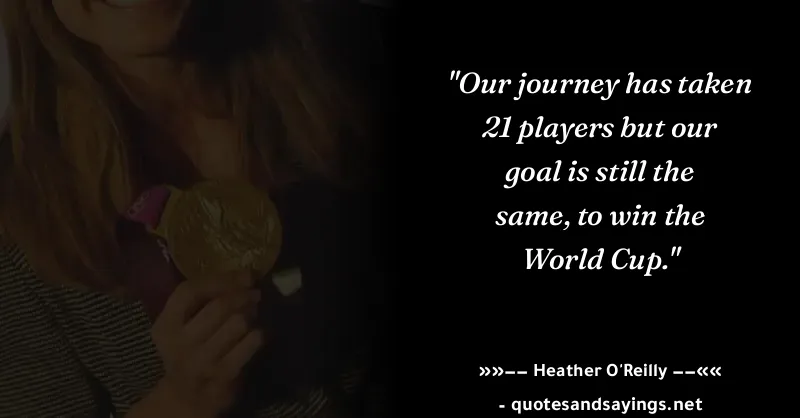 "Our journey has taken
21 players but our
goal is still the
same, to win the
World Cup."
»»—— Heather O'Reilly ——««
- quotesandsayings.net